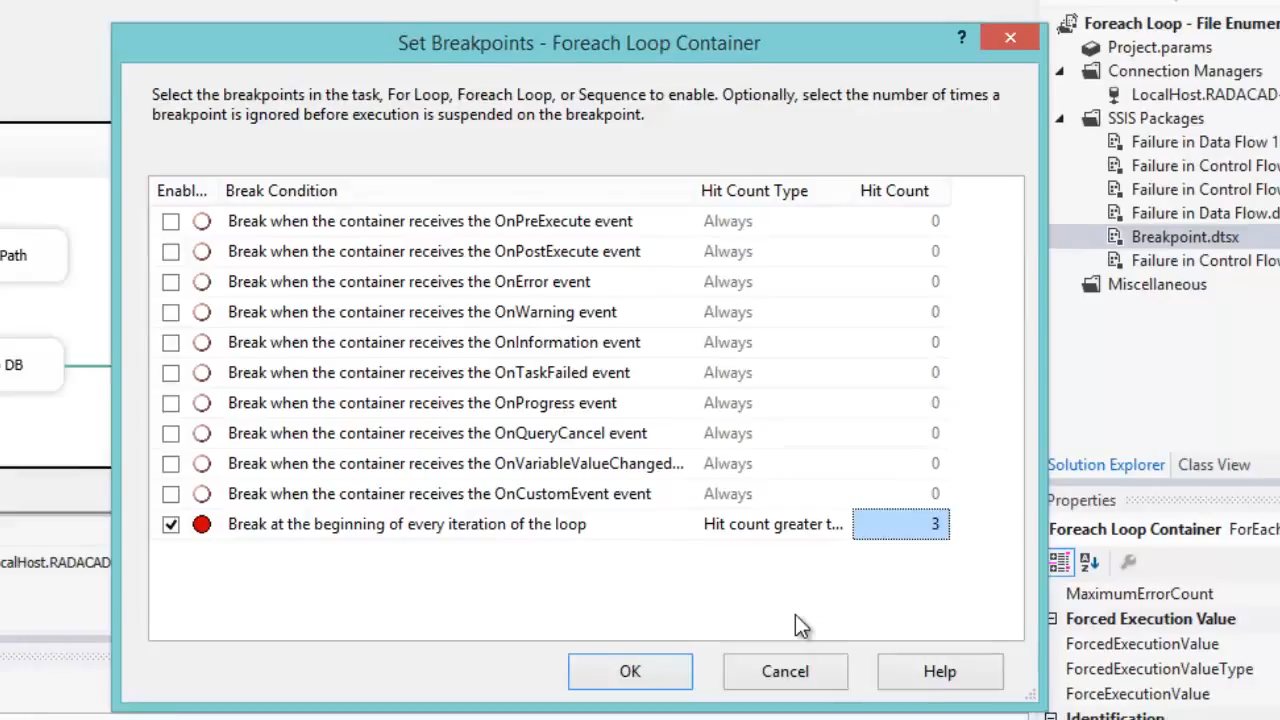 Set Breakpoints - Foreach Loop Container
?
Select the breakpoints in the task, For Loop, Foreach Loop, or Sequence to enable. Optionally, select the number of times a
breakpoint is ignored before execution is suspended on the breakpoint.
Enabl... Break Condition Hit Count Type Hit Count
Break when the container receives the OnPreExecute event Always 0
Break when the container receives the OnPostExecute event Always 0
Break when the container receives the OnError event Always 0
Break when the container receives the OnWarning event Always 0
Break when the container receives the OnInformation event Always 0
Break when the container receives the OnTaskFailed event Always 0
Break when the container receives the OnProgress event Always 0
Break when the container receives the OnQueryCancel event Always 0
Break when the container receives the OnVariableValueChanged... Always 0
Break when the container receives the OnCustomEvent event Always 0
Break at the beginning of every iteration of the loop Hit count greater t... 3
OK Cancel Help
Path
DB
calHost.RADACAD
Foreach Loop - File Enumer
Project.params
Connection Managers
LocalHost.RADACAD-
SSIS Packages
Failure in Data Flow 1
Failure in Control Flo
Failure in Control Flo
Failure in Data Flow.d
Breakpoint.dtsx
Failure in Control Flo
Miscellaneous
Solution Explorer Class View
Properties
Foreach Loop Container ForEach
MaximumErrorCount
Forced Execution Value
ForcedExecutionValue
ForcedExecutionValueType
ForceExecutionValue
Identification